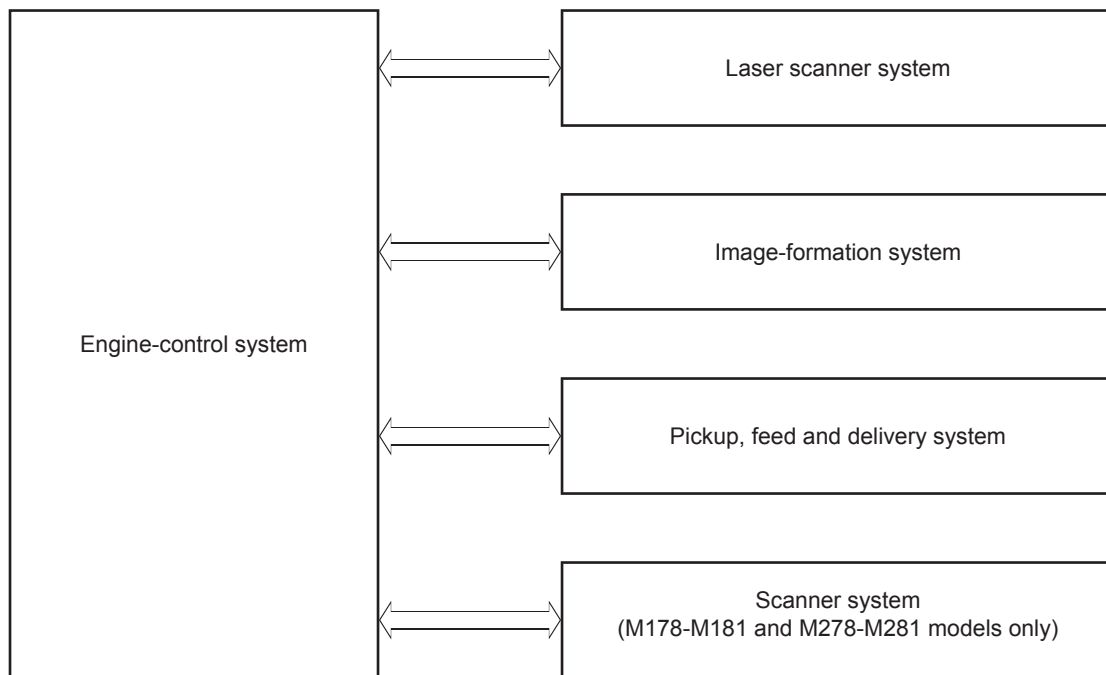 Laser scanner system
Image-formation system
Engine-control system
Pickup, feed and delivery system
Scanner system
(M178-M181 and M278-M281 models only)